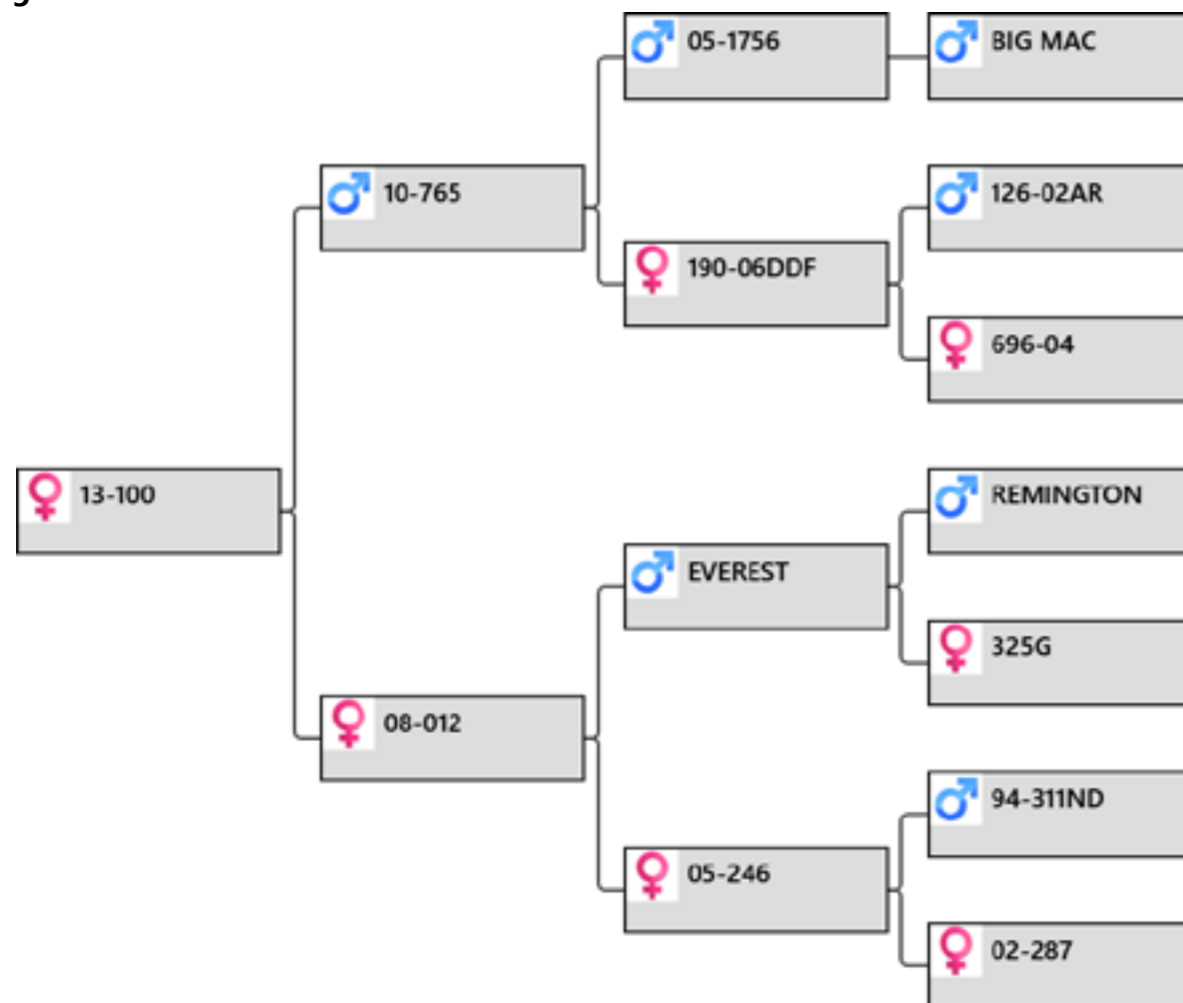 05-1756
BIG MAC
10-765
126-02AR
190-06DDF
696-04
13-100
REMINGTON
EVEREST
325G
08-012
94-311ND
05-246
02-287